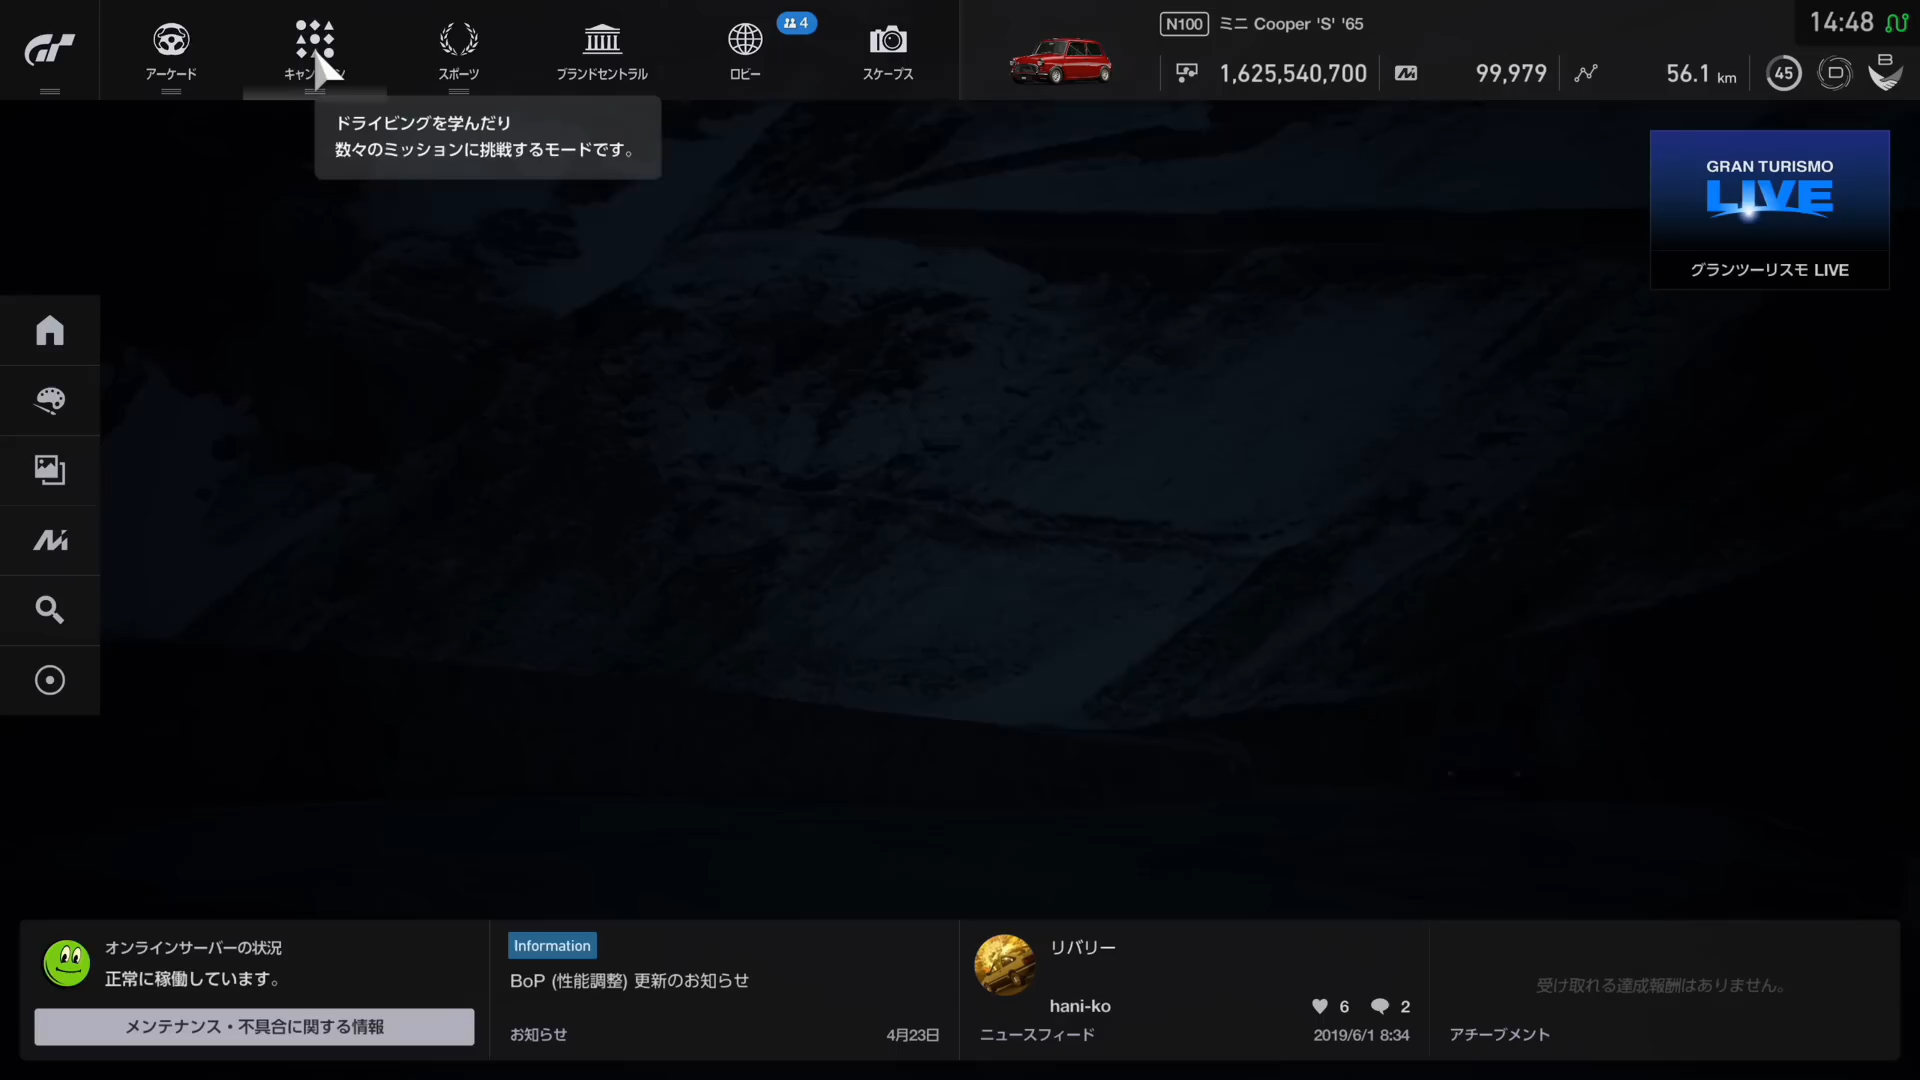 アーケード
スポーツ
ブランドセントラル
4
ロビー
スケープス
N100 ミニ Cooper 'S' '65
1,625,540,700
99,979
56.1 km
45
D
B
14:48
ドライビングを学んだり
数々のミッションに挑戦するモードです。
GRAN TURISMO
LIVE
グランツーリスモ LIVE
オンラインサーバーの状況
正常に稼働しています。
メンテナンス・不具合に関する情報
Information
BoP (性能調整) 更新のお知らせ
お知らせ
4月23日
リバリー
hani-ko
6
2
ニュースフィード
2019/6/1 8:34
受け取れる達成報酬はありません。
アチーブメント